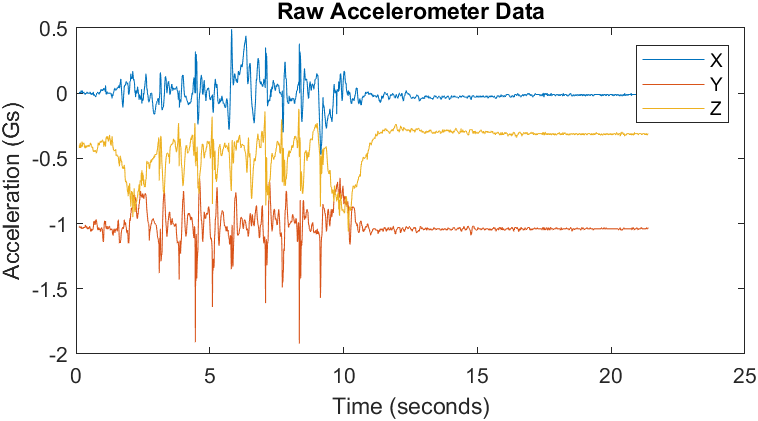 Raw Accelerometer Data
0.5
0
-0.5
-1
-1.5
-2
Acceleration (Gs)
X
Y
Z
0 5 10 15 20 25
Time (seconds)